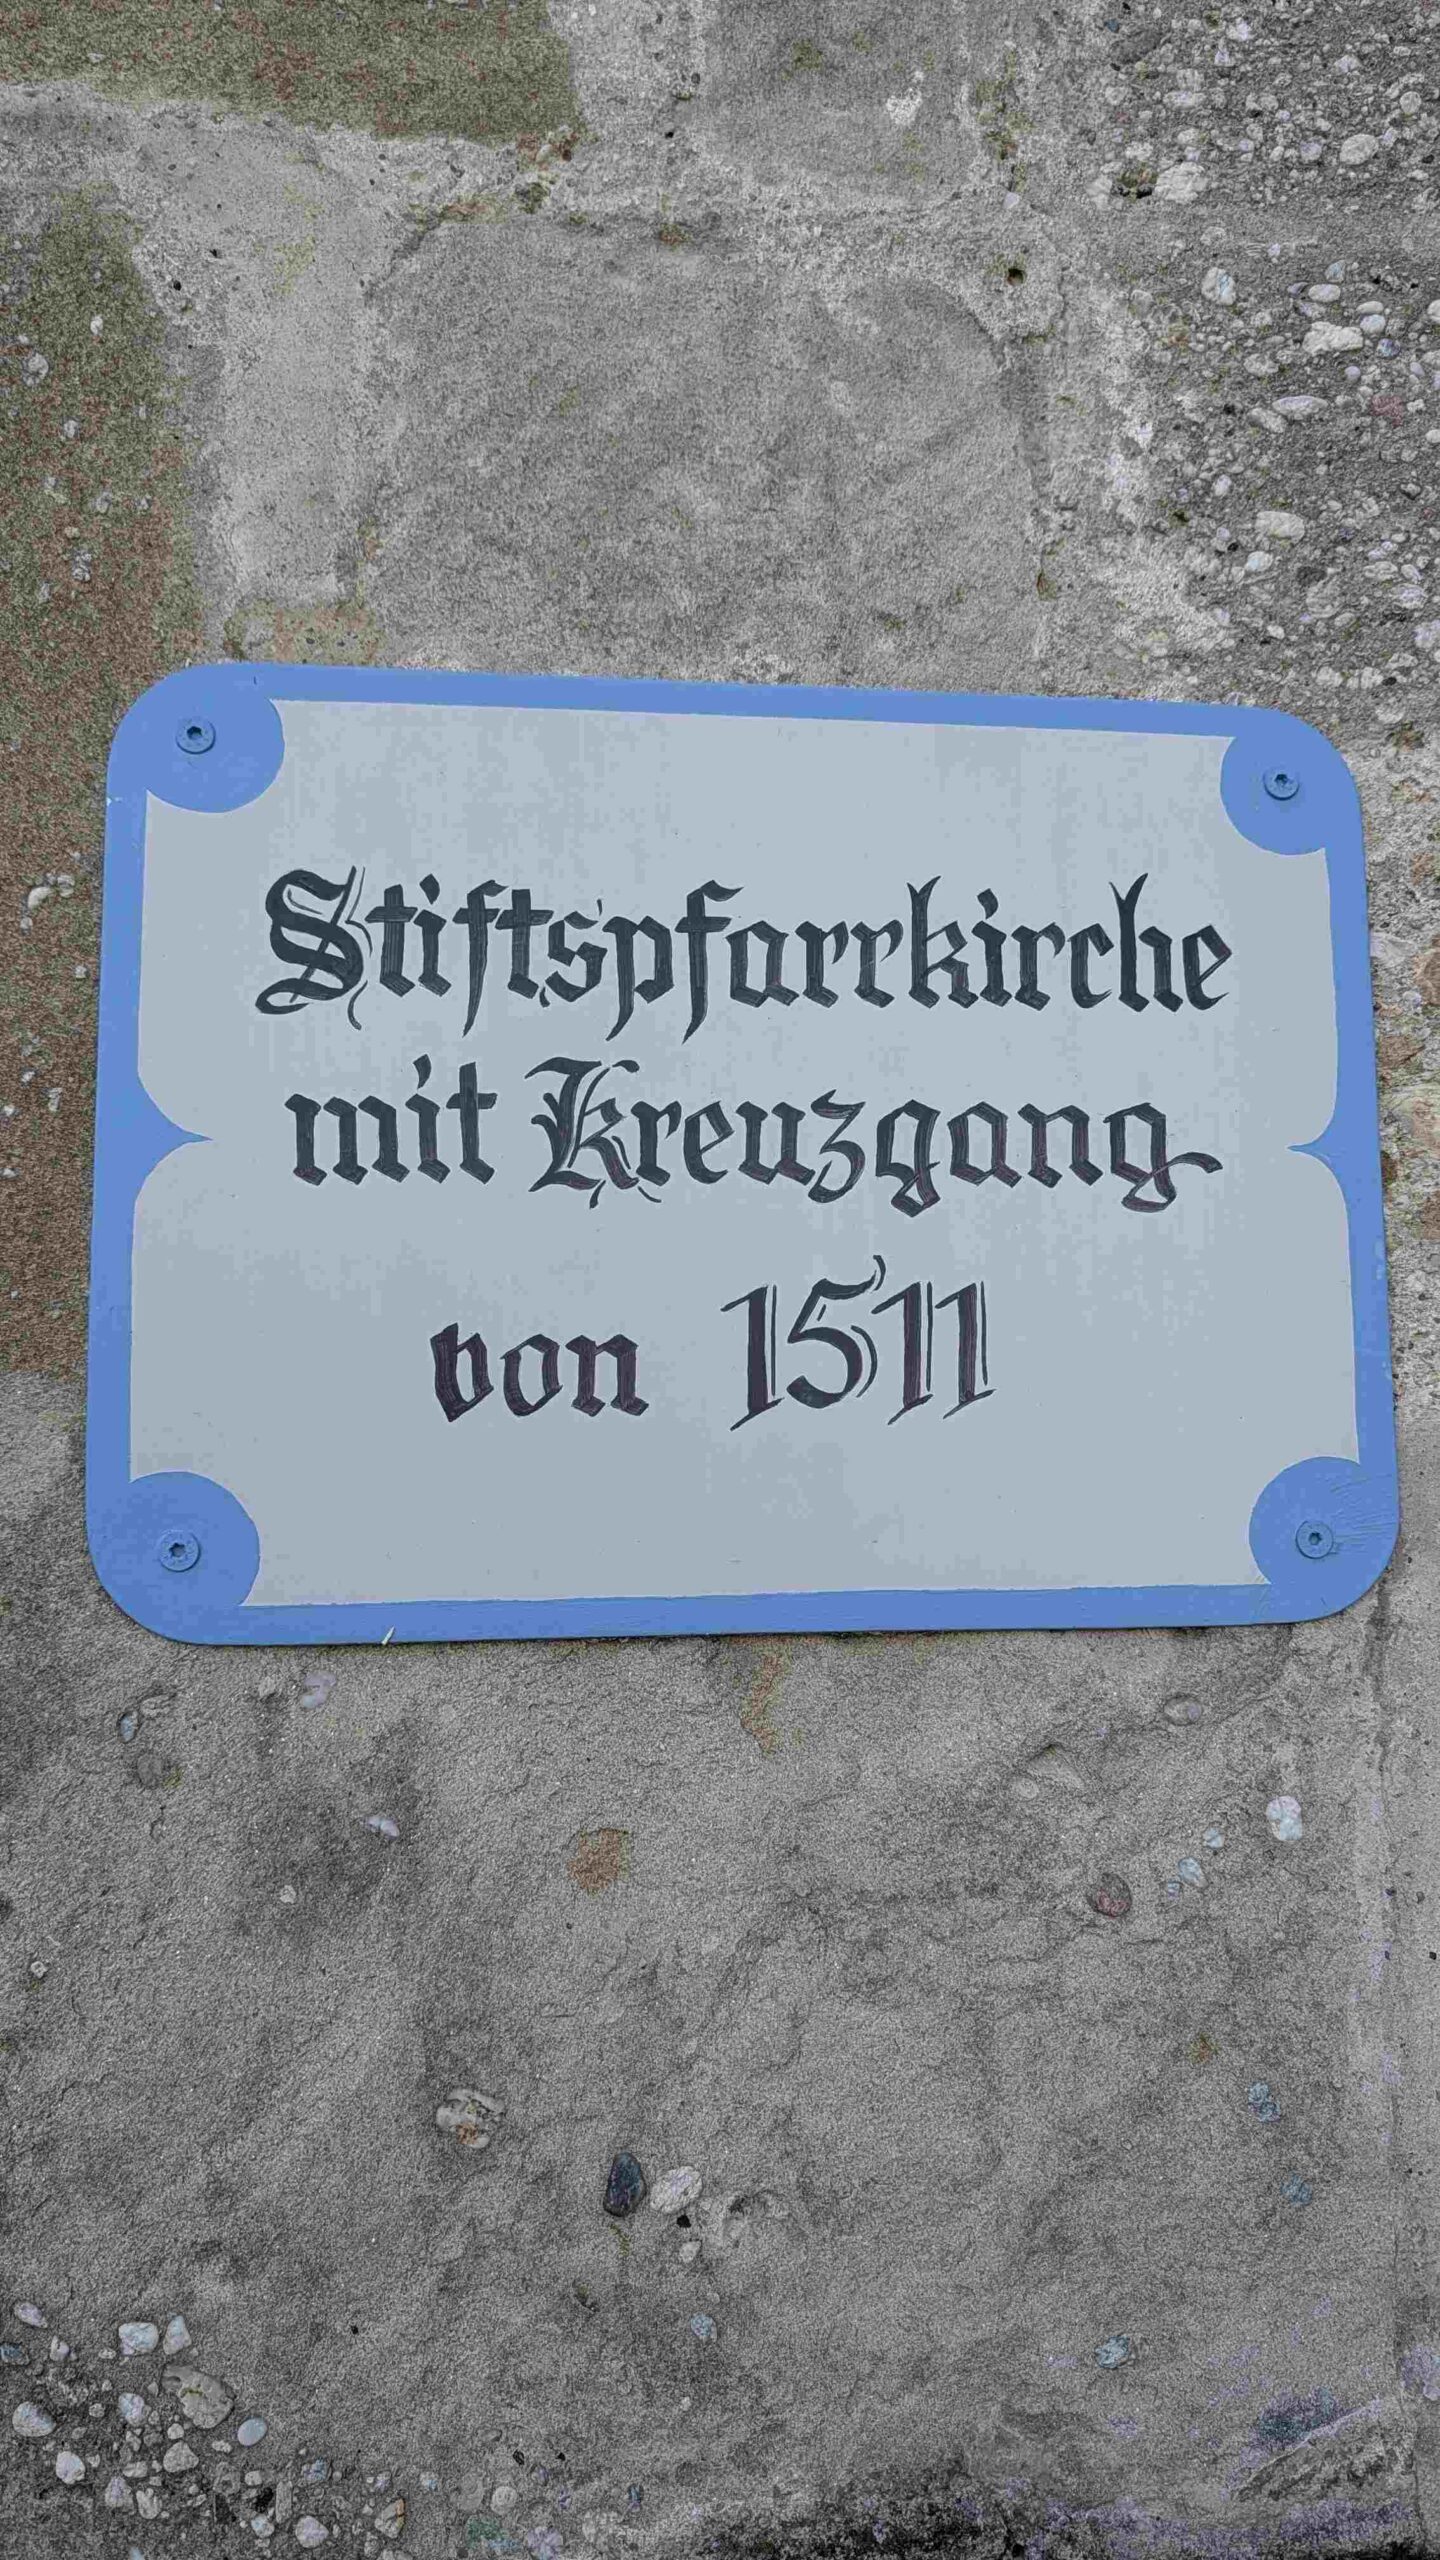 Stiftspfarrkirche
mit Kreuzgang
von 1511